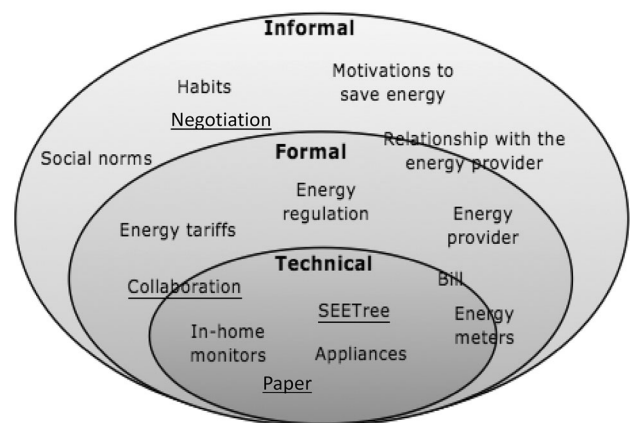 Informal
Motivations to
save energy
Habits
Negotiation
Social norms
Relationship with the
energy provider
Formal
Energy
regulation
Energy tariffs
Energy
provider
Technical
Collaboration
Bill
SEETree
Energy
meters
In-home
monitors
Appliances
Paper